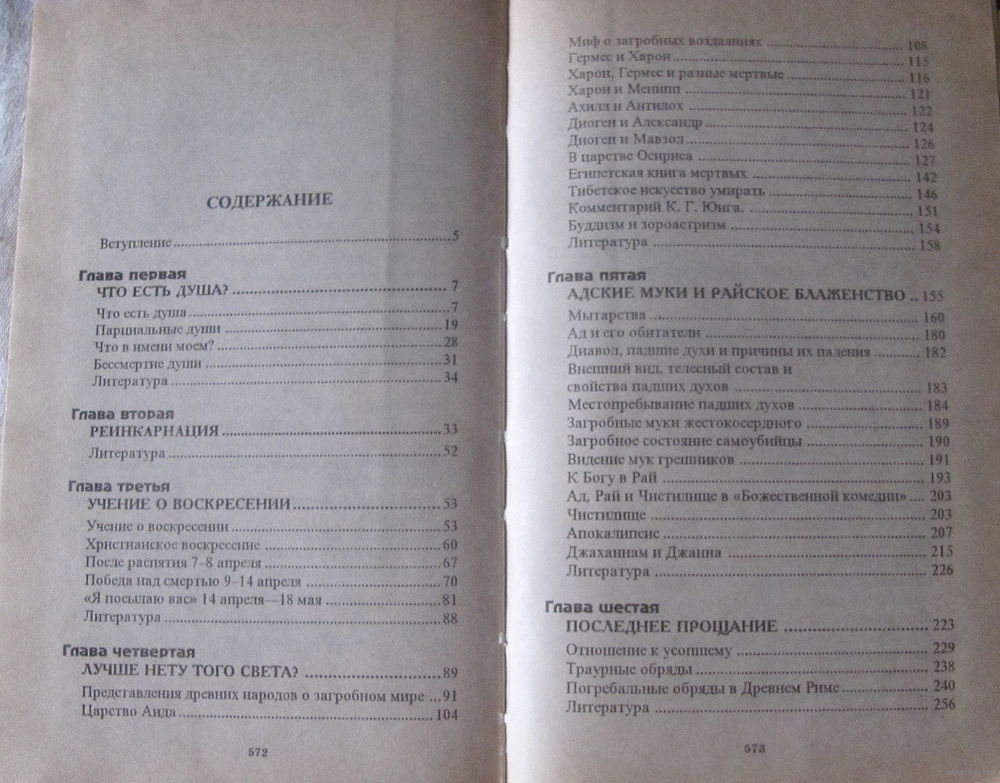 СОДЕРЖАНИЕ
Вступление 5
Глава первая
ЧТО ЕСТЬ ДУША? 7
Что есть душа 7
Парциальные души 19
Что в имени моем? 28
Бессмертие души 31
Литература 34
Глава вторая
РЕИНКАРНАЦИЯ 33
Литература 52
Глава третья
УЧЕНИЕ О ВОСКРЕСЕНИИ 53
Учение о воскресении 53
Христианское воскресение 60
После распятия 7–8 апреля 67
Победа над смертью 9–14 апреля 70
«Я посылаю вас» 14 апреля—18 мая 81
Литература 88
Глава четвертая
ЛУЧШЕ НЕТУ ТОГО СВЕТА? 89
Представления древних народов о загробном мире 91
Царство Аида 104
572
Миф о загробных воздаяниях 108
Гермес и Харон 115
Харон, Гермес и разные мертвые 116
Харон и Менипп 121
Ахилл и Антилох 122
Диоген и Александр 124
Диоген и Мавзол 126
В царстве Осириса 127
Египетская книга мертвых 142
Тибетское искусство умирать 146
Комментарий К. Г. Юнга. 151
Буддизм и зороастризм 154
Литература 158
Глава пятая
АДСКИЕ МУКИ И РАЙСКОЕ БЛАЖЕНСТВО 155
Мытарства 160
Ад и его обитатели 180
Диавол, падшие духи и причины их падения 182
Внешний вид, телесный состав и
свойства падших духов 183
Местопребывание падших духов 184
Загробные муки жестокосердного 189
Загробное состояние самоубийцы 190
Видение мук грешников 191
К Богу в Рай 193
Ад, Рай и Чистилище в «Божественной комедии» 203
Чистилище 203
Апокалипсис 207
Джаханнам и Джанна 215
Литература 226
Глава шестая
ПОСЛЕДНЕЕ ПРОЩАНИЕ 223
Отношение к усопшему 229
Траурные обряды 238
Погребальные обряды в Древнем Риме 240
Литература 256
573